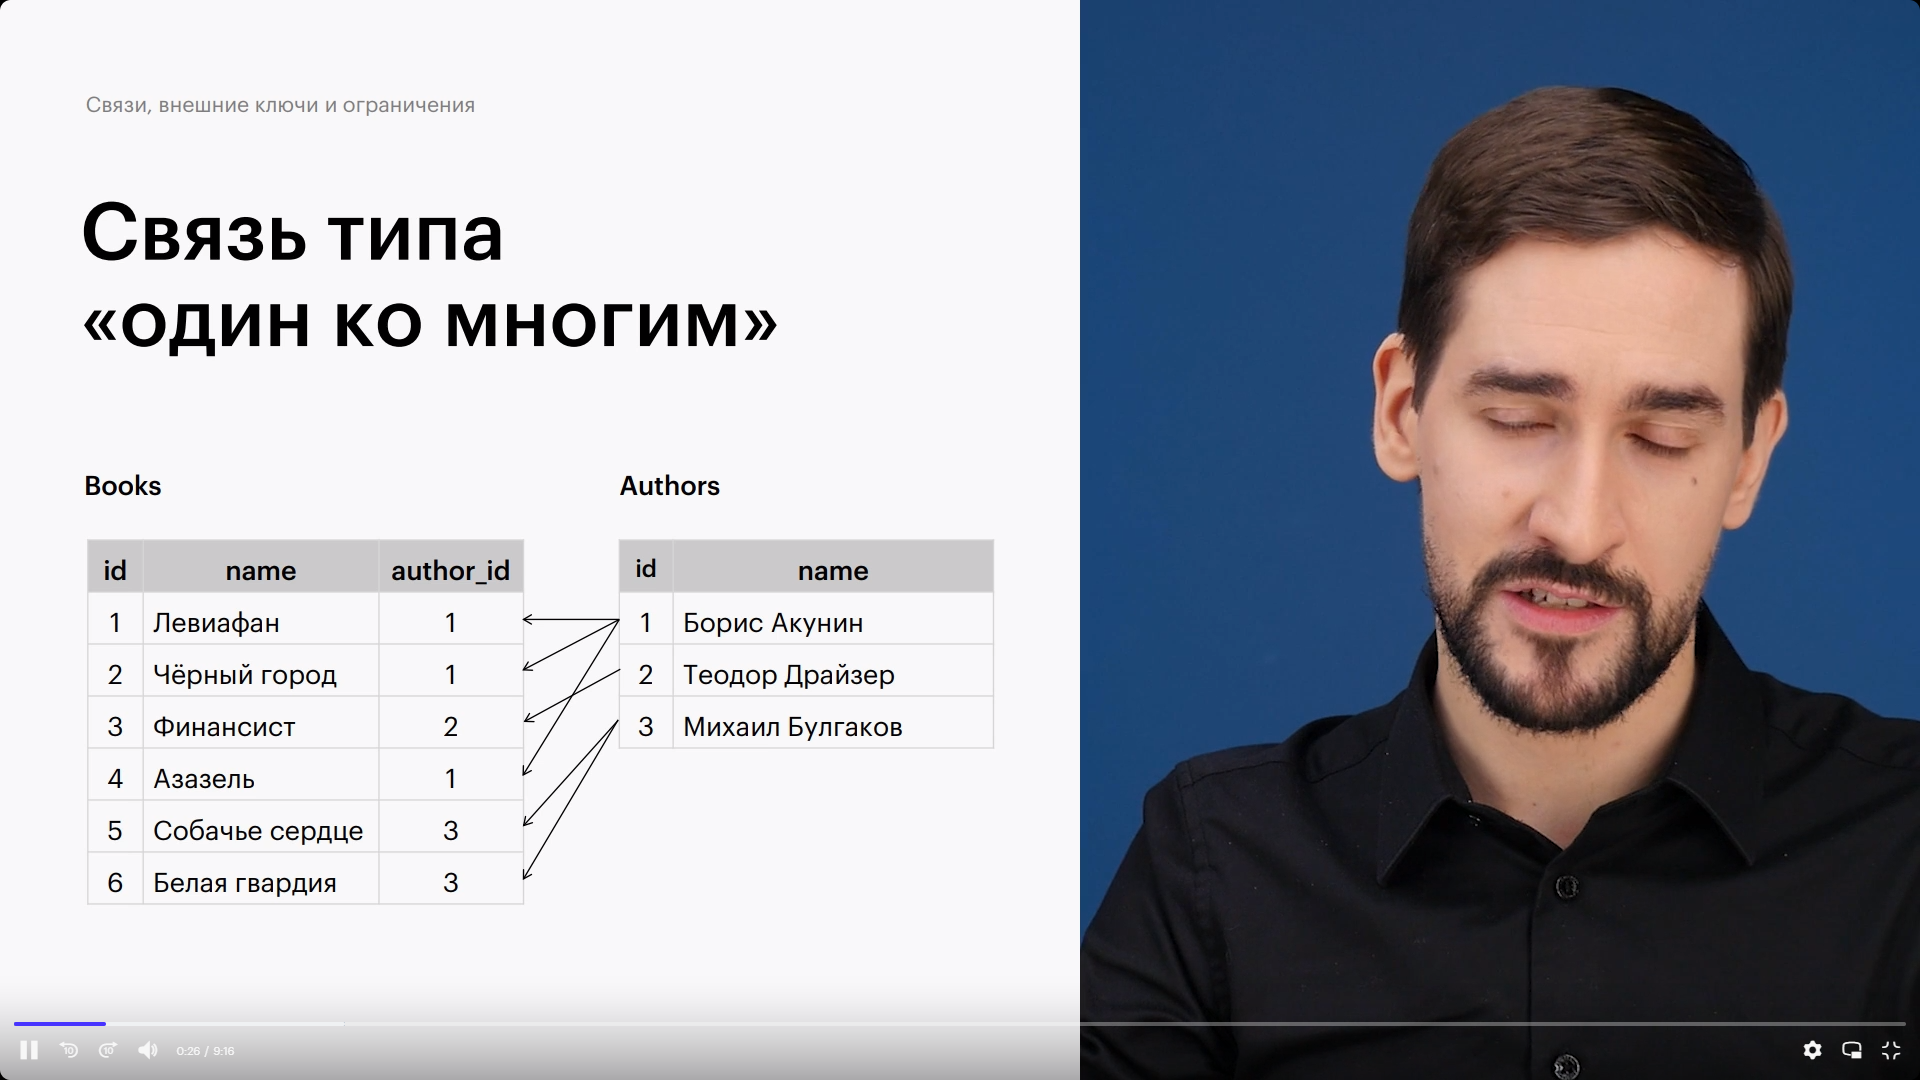 Связи, внешние ключи и ограничения
Связь типа
«один ко многим»
Books
id name author_id
1 Левиафан 1
2 Чёрный город 1
3 Финансист 2
4 Азазель 1
5 Собачье сердце 3
6 Белая гвардия 3
Authors
id name
1 Борис Акунин
2 Теодор Драйзер
3 Михаил Булгаков
10 10 0:26 / 9:16